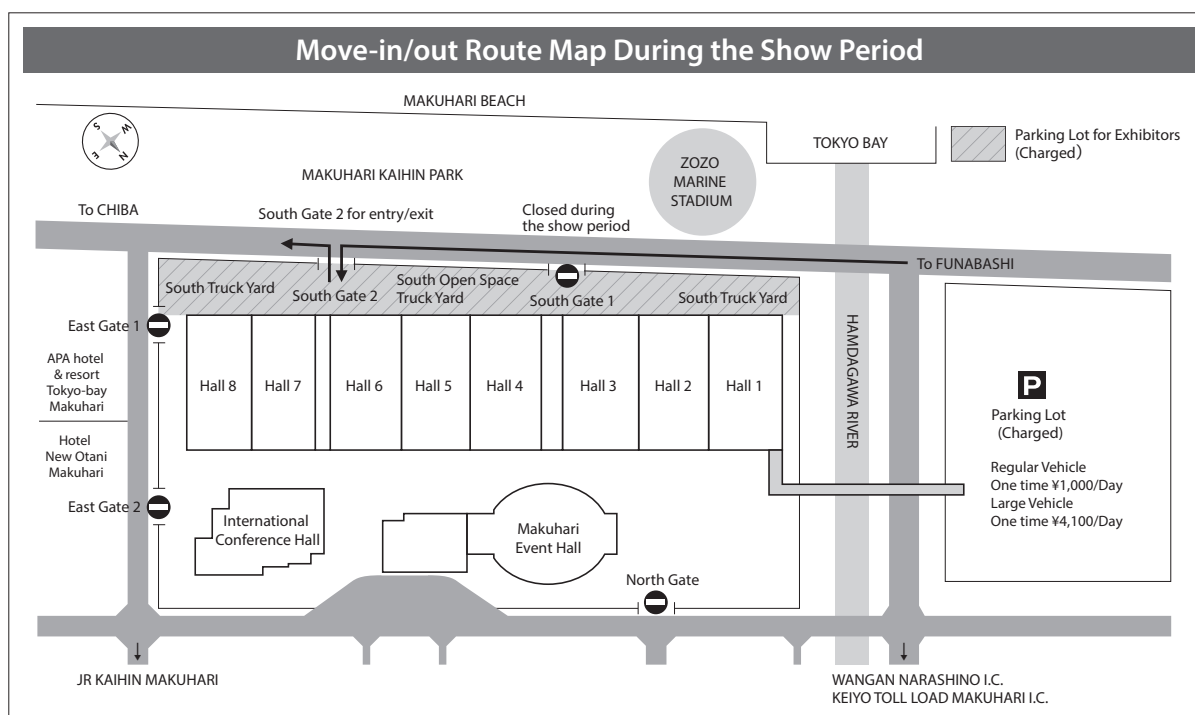 Move-in/out Route Map During the Show Period
MAKUHARI BEACH
S
W
E
N
TOKYO BAY
Parking Lot for Exhibitors
(Charged)
ZOZO
MARINE
STADIUM
MAKUHARI KAIHIN PARK
To CHIBA
South Gate 2 for entry/exit
Closed during
the show period
To FUNABASHI
South Truck Yard
South Gate 2
South Open Space
Truck Yard
South Gate 1
South Truck Yard
East Gate 1
APA hotel
& resort
Tokyo-bay
Makuhari
Hall 8
Hall 7
Hall 6
Hall 5
Hall 4
Hall 3
Hall 2
Hall 1
HAMDAGAWA RIVER
P
Parking Lot
(Charged)
Regular Vehicle
One time ¥1,000/Day
Large Vehicle
One time ¥4,100/Day
Hotel
New Otani
Makuhari
East Gate 2
International
Conference Hall
Makuhari
Event Hall
North Gate
JR KAIHIN MAKUHARI
WANGAN NARASHINO I.C.
KEIYO TOLL LOAD MAKUHARI I.C.